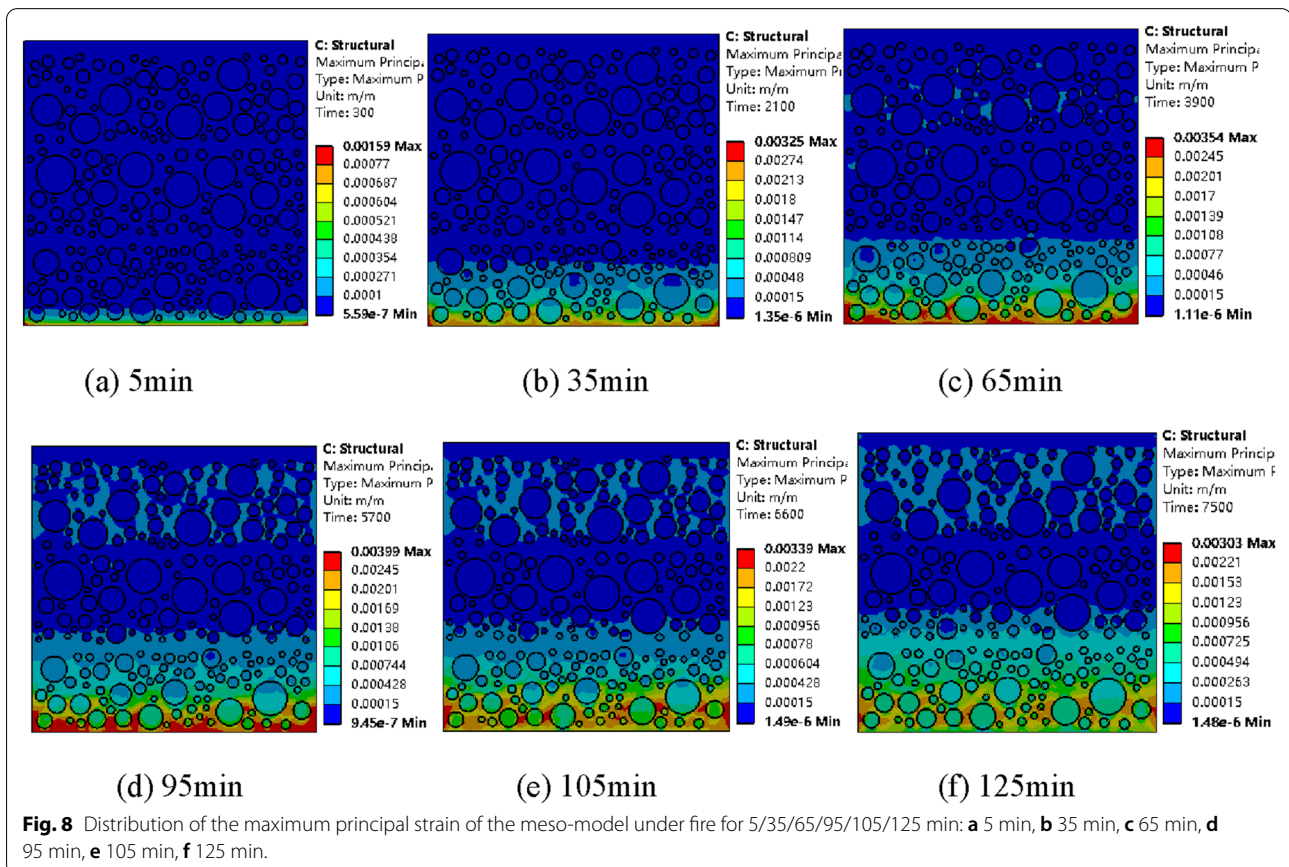 C: Structural
Maximum Principa
Type: Maximum P
Unit: m/m
Time: 300
0.00159 Max
0.00077
0.000687
0.000604
0.000521
0.000438
0.000354
0.000271
0.0001
5.59e-7 Min
(a) 5min
C: Structural
Maximum Principa
Type: Maximum Pr
Unit: m/m
Time: 2100
0.00325 Max
0.00274
0.00213
0.0018
0.00147
0.00114
0.000809
0.00048
0.00015
1.35e-6 Min
(b) 35min
C: Structural
Maximum Principa
Type: Maximum P
Unit: m/m
Time: 3900
0.00354 Max
0.00245
0.00201
0.0017
0.00139
0.00108
0.00077
0.00046
0.00015
1.11e-6 Min
(c) 65min
C: Structural
Maximum Principa
Type: Maximum P
Unit: m/m
Time: 5700
0.00399 Max
0.00245
0.00201
0.00169
0.00138
0.00106
0.000744
0.000428
0.00015
9.45e-7 Min
(d) 95min
C: Structural
Maximum Principa
Type: Maximum P
Unit: m/m
Time: 6600
0.00339 Max
0.0022
0.00172
0.00123
0.000956
0.00078
0.000604
0.000428
0.00015
1.49e-6 Min
(e) 105min
C: Structural
Maximum Principa
Type: Maximum P
Unit: m/m
Time: 7500
0.00303 Max
0.00221
0.00153
0.00123
0.000956
0.000725
0.000494
0.000263
0.00015
1.48e-6 Min
(f) 125min
Fig. 8 Distribution of the maximum principal strain of the meso-model under fire for 5/35/65/95/105/125 min: a 5 min, b 35 min, c 65 min, d
95 min, e 105 min, f 125 min.